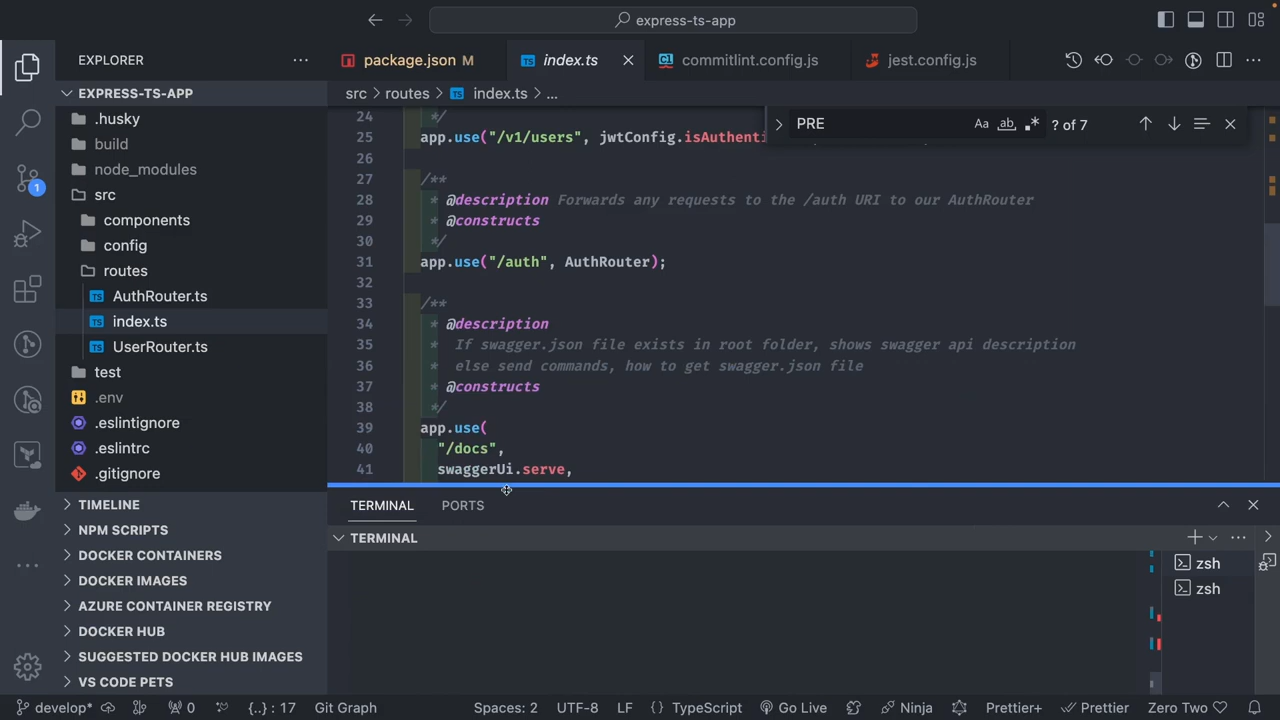 express-ts-app
EXPLORER
package.json M
index.ts
commitlint.config.js
jest.config.js
EXPRESS-TS-APP
src
routes
index.ts
...
PRE
Aa
ab
.*
? of 7
.husky
build
node_modules
src
components
config
routes
AuthRouter.ts
index.ts
UserRouter.ts
test
.env
.eslintignore
.eslintrc
.gitignore
TIMELINE
NPM SCRIPTS
DOCKER CONTAINERS
DOCKER IMAGES
AZURE CONTAINER REGISTRY
DOCKER HUB
SUGGESTED DOCKER HUB IMAGES
VS CODE PETS
1
24 */
25 app.use("/v1/users", jwtConfig.isAuthenti
26
27 /**
28 * @description Forwards any requests to the /auth URI to our AuthRouter
29 * @constructs
30 */
31 app.use("/auth", AuthRouter);
32
33 /**
34 * @description
35 * If swagger.json file exists in root folder, shows swagger api description
36 * else send commands, how to get swagger.json file
37 * @constructs
38 */
39 app.use(
40 "/docs",
41 swaggerUi.serve,
TERMINAL
PORTS
TERMINAL
zsh
zsh
develop*
0
{..} : 17
Git Graph
Spaces: 2
UTF-8
LF
{} TypeScript
Go Live
Ninja
Prettier+
Prettier
Zero Two